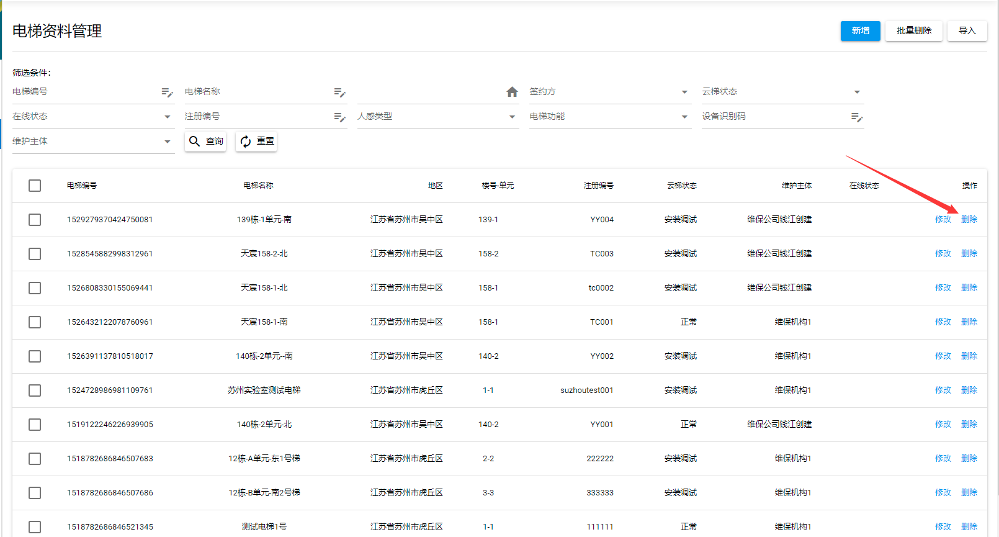 电梯资料管理
新增 批量删除 导入
筛选条件:
电梯编号 电梯名称 签约方 云梯状态
在线状态 注册编号 人感类型 电梯功能 设备识别码
维护主体 查询 重置
电梯编号 电梯名称 地区 楼号-单元 注册编号 云梯状态 维护主体 在线状态 操作
1529279370424750081 139栋-1单元-南 江苏省苏州市吴中区 139-1 YY004 安装调试 维保公司钱江创建 修改 删除
1528545882998312961 天宸158-2-北 江苏省苏州市吴中区 158-2 TC003 安装调试 维保公司钱江创建 修改 删除
1526808330155069441 天宸158-1-北 江苏省苏州市吴中区 158-1 tc0002 安装调试 维保公司钱江创建 修改 删除
1526432122078760961 天宸158-1-南 江苏省苏州市吴中区 158-1 TC001 正常 维保机构1 修改 删除
1526391137810518017 140栋-2单元--南 江苏省苏州市吴中区 140-2 YY002 安装调试 维保机构1 修改 删除
1524728986981109761 苏州实验室测试电梯 江苏省苏州市虎丘区 1-1 suzhoutest001 安装调试 维保机构1 修改 删除
1519122246226939905 140栋-2单元-北 江苏省苏州市吴中区 140-2 YY001 正常 维保公司钱江创建 修改 删除
1518782686846507683 12栋-A单元-东1号梯 江苏省苏州市虎丘区 2-2 222222 安装调试 维保机构1 修改 删除
1518782686846507686 12栋-B单元-南2号梯 江苏省苏州市虎丘区 3-3 333333 安装调试 维保机构1 修改 删除
1518782686846521345 测试电梯1号 江苏省苏州市虎丘区 1-1 111111 正常 维保机构1 修改 删除